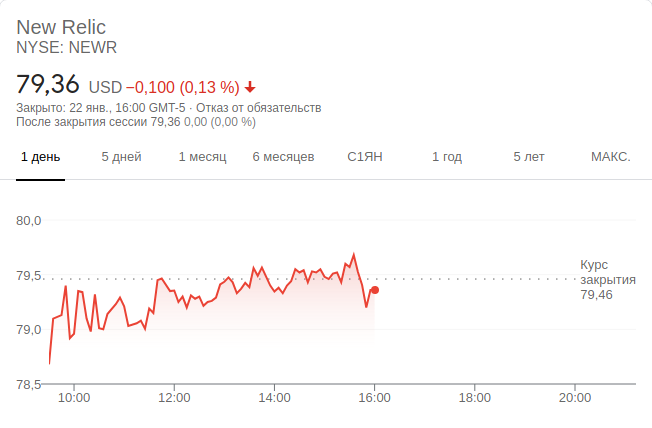 New Relic
NYSE: NEWR
79,36 USD −0,100 (0,13 %)
Закрыто: 22 янв., 16:00 GMT-5 · Отказ от обязательств
После закрытия сессии 79,36 0,00 (0,00 %)
1 день 5 дней 1 месяц 6 месяцев С1ЯН 1 год 5 лет МАКС.
80,0
79,5
79,0
78,5
Курс
закрытия
79,46
10:00 12:00 14:00 16:00 18:00 20:00